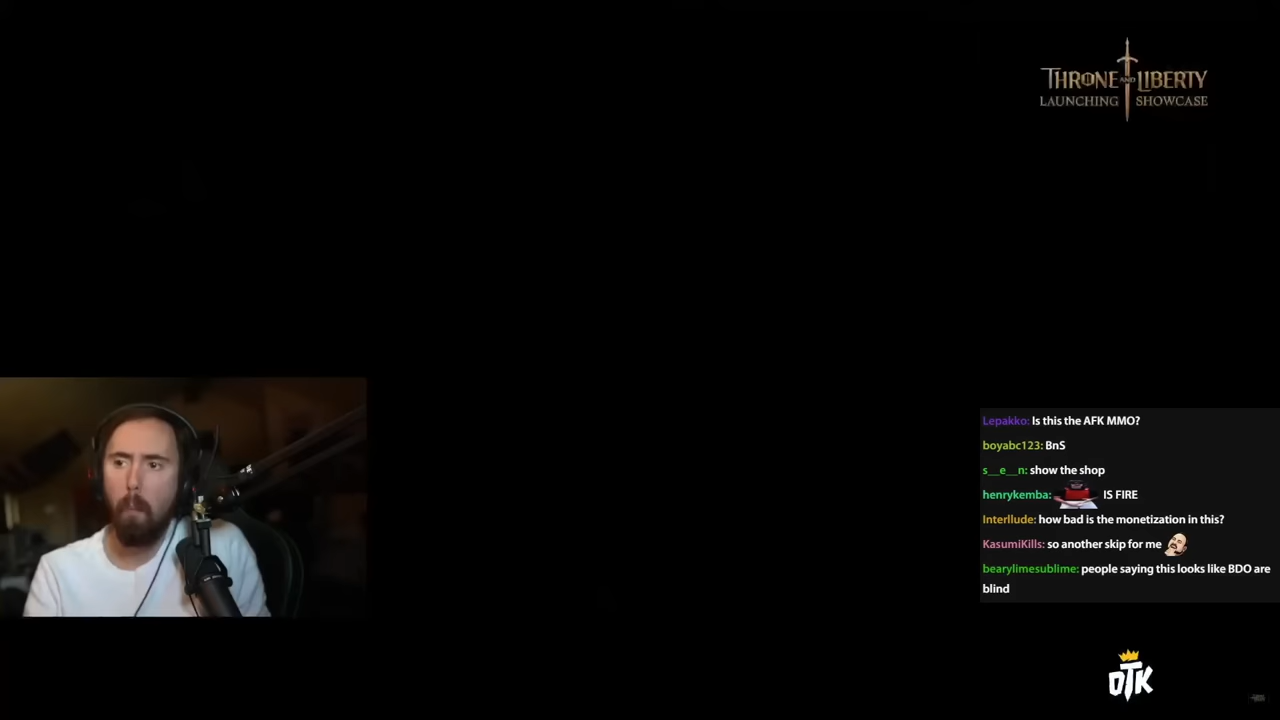 THRONE AND LIBERTY
LAUNCHING SHOWCASE
Lepakko: Is this the AFK MMO?
boyabc123: BnS
s__e__n: show the shop
henrykemba: IS FIRE
Interllude: how bad is the monetization in this?
KasumiKills: so another skip for me
bearylimesublime: people saying this looks like BDO are
blind
OTK